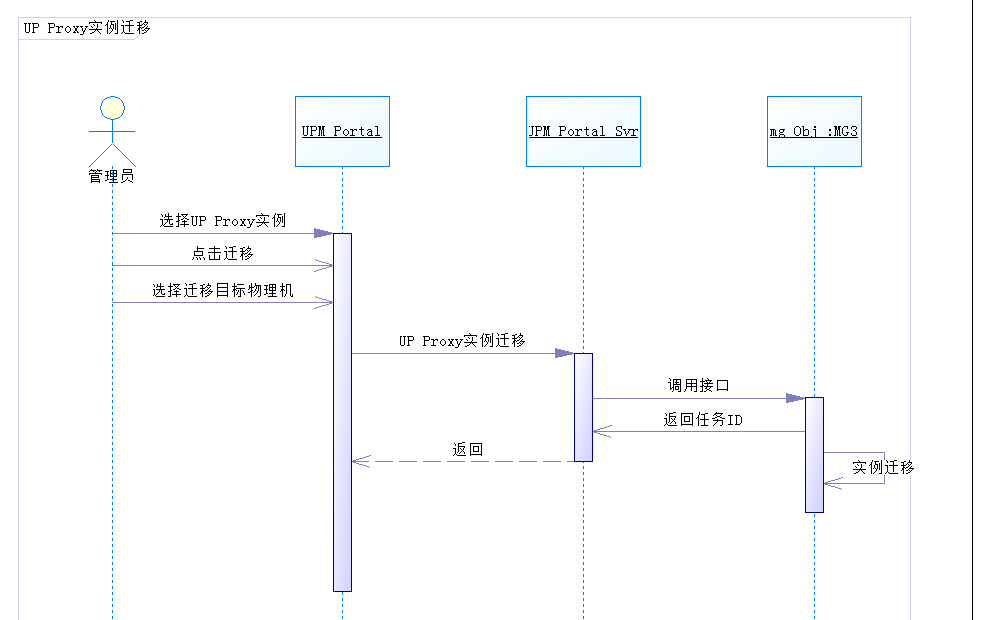 UP Proxy实例迁移
管理员
UPM Portal
JPM Portal Svr
mg Obj :MG3
选择UP Proxy实例
点击迁移
选择迁移目标物理机
UP Proxy实例迁移
调用接口
返回任务ID
返回
实例迁移